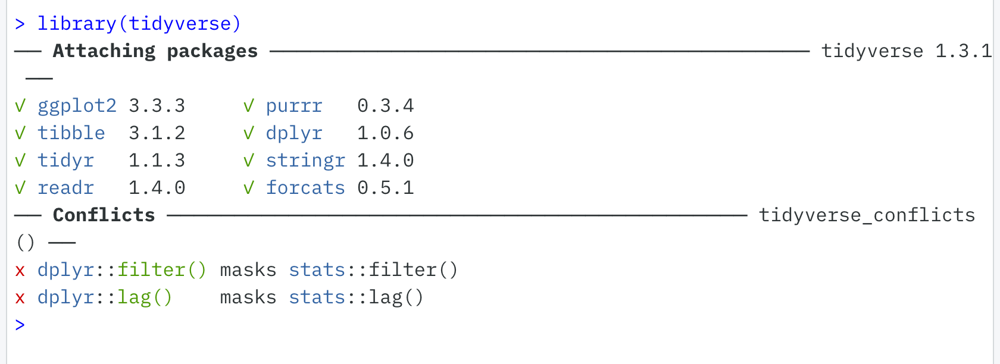 > library(tidyverse)
── Attaching packages ──────────────────────────────────────── tidyverse 1.3.1
 ──
√ ggplot2 3.3.3     √ purrr   0.3.4
√ tibble  3.1.2     √ dplyr   1.0.6
√ tidyr   1.1.3     √ stringr 1.4.0
√ readr   1.4.0     √ forcats 0.5.1
── Conflicts ─────────────────────────────────────────── tidyverse_conflicts
() ──
x dplyr::filter() masks stats::filter()
x dplyr::lag()    masks stats::lag()
>